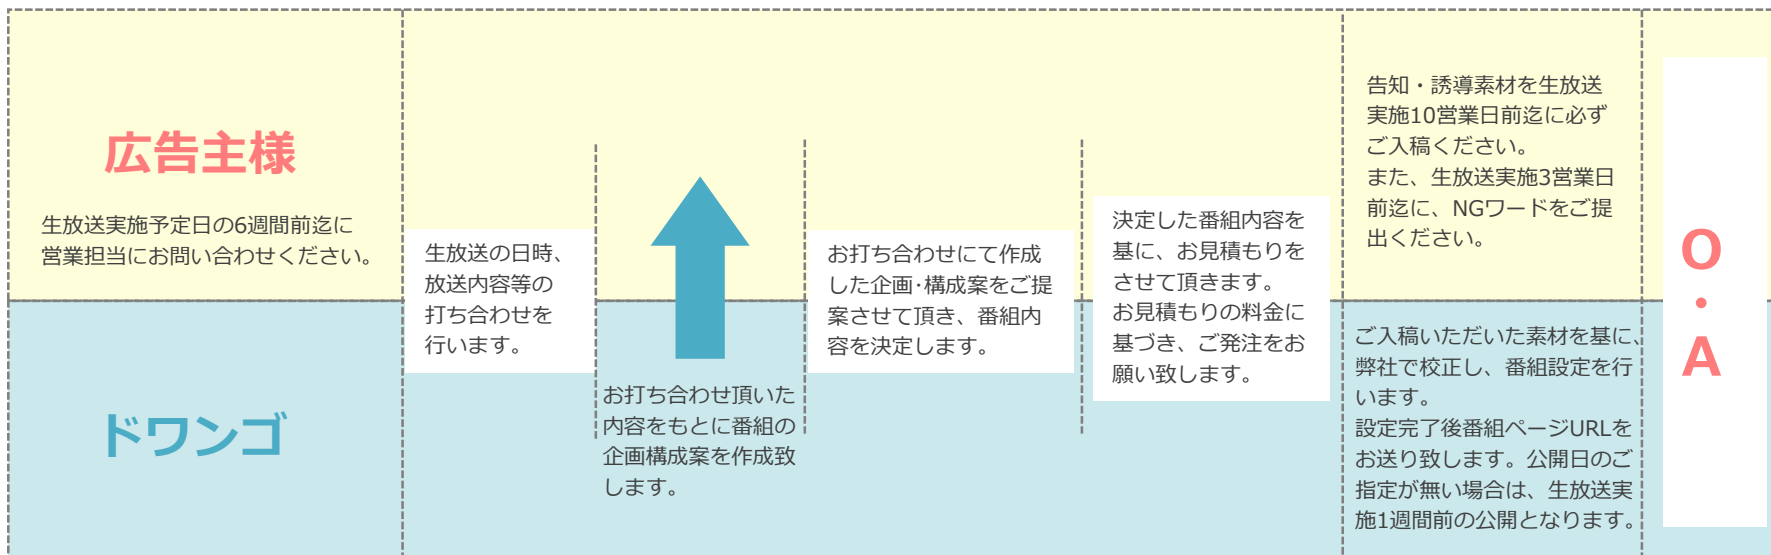 広告主様
生放送実施予定日の6週間前迄に
営業担当にお問い合わせください。
ドワンゴ
生放送の日時、
放送内容等の
打ち合わせを
行います。
お打ち合わせ頂いた
内容をもとに番組の
企画構成案を作成致
します。
お打ち合わせにて作成
した企画・構成案をご提
案させて頂き、番組内
容を決定します。
決定した番組内容を
基に、お見積もりを
させて頂きます。
お見積もりの料金に
基づき、ご発注をお
願い致します。
告知・誘導素材を生放送
実施10営業日前迄に必ず
ご入稿ください。
また、生放送実施3営業日
前迄に、NGワードをご提
出ください。
ご入稿いただいた素材を基に、
弊社で校正し、番組設定を行
います。
設定完了後番組ページURLを
お送り致します。公開日のご
指定が無い場合は、生放送実
施1週間前の公開となります。
O
・
A